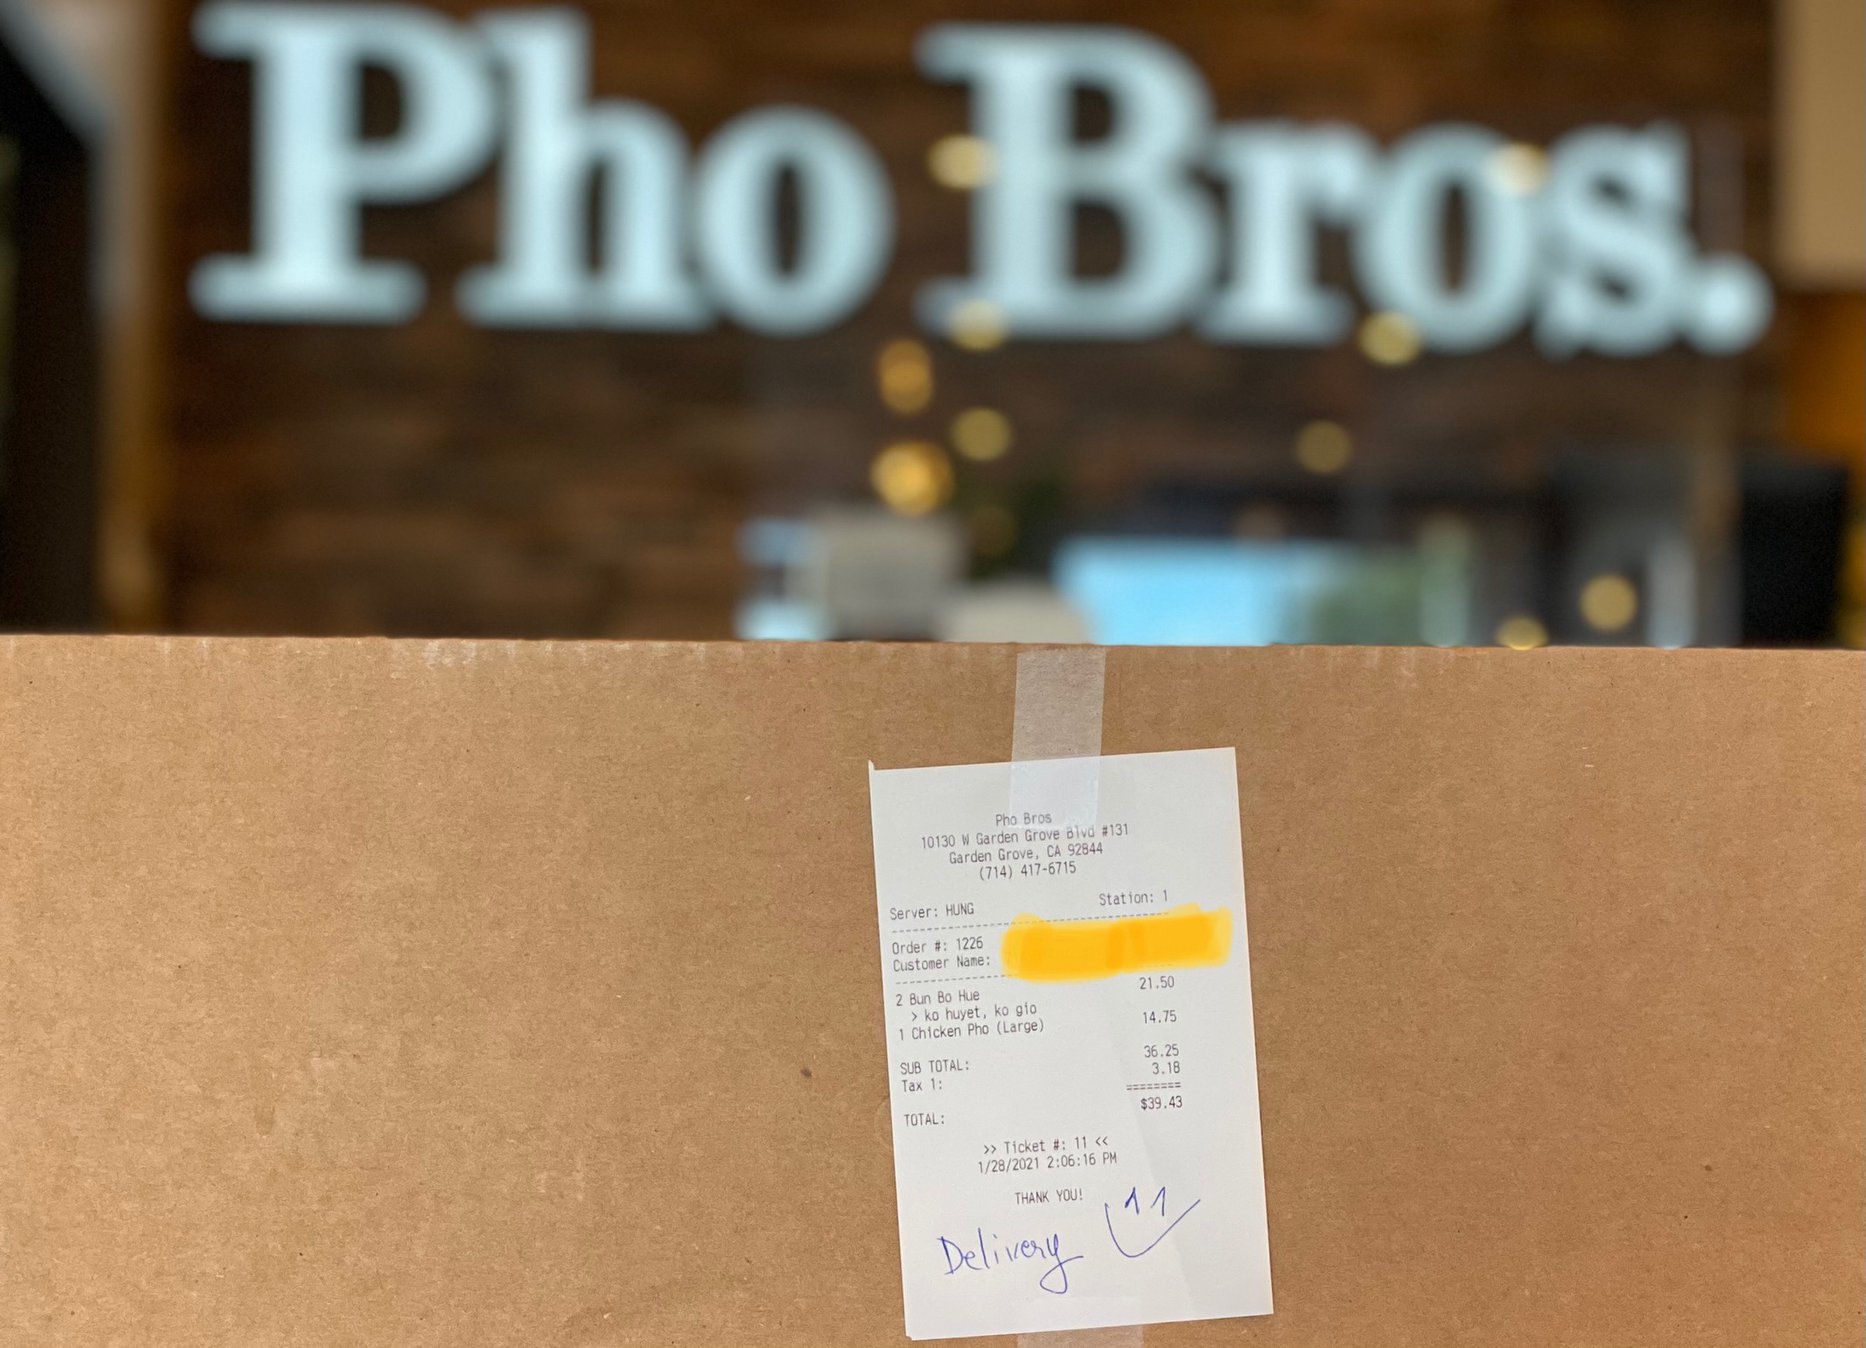 Pho Bros.
Pho Bros
10130 W Garden Grove Blvd #131
Garden Grove, CA 92844
(714) 417-6715
Server: HUNG Station: 1
Order #: 1226
Customer Name:
2 Bun Bo Hue 21.50
> ko huyet, ko gio
1 Chicken Pho (Large) 14.75
SUB TOTAL: 36.25
Tax 1: 3.18
========
TOTAL: $39.43
>> Ticket #: 11 <<
1/28/2021 2:06:16 PM
THANK YOU!
Delivery